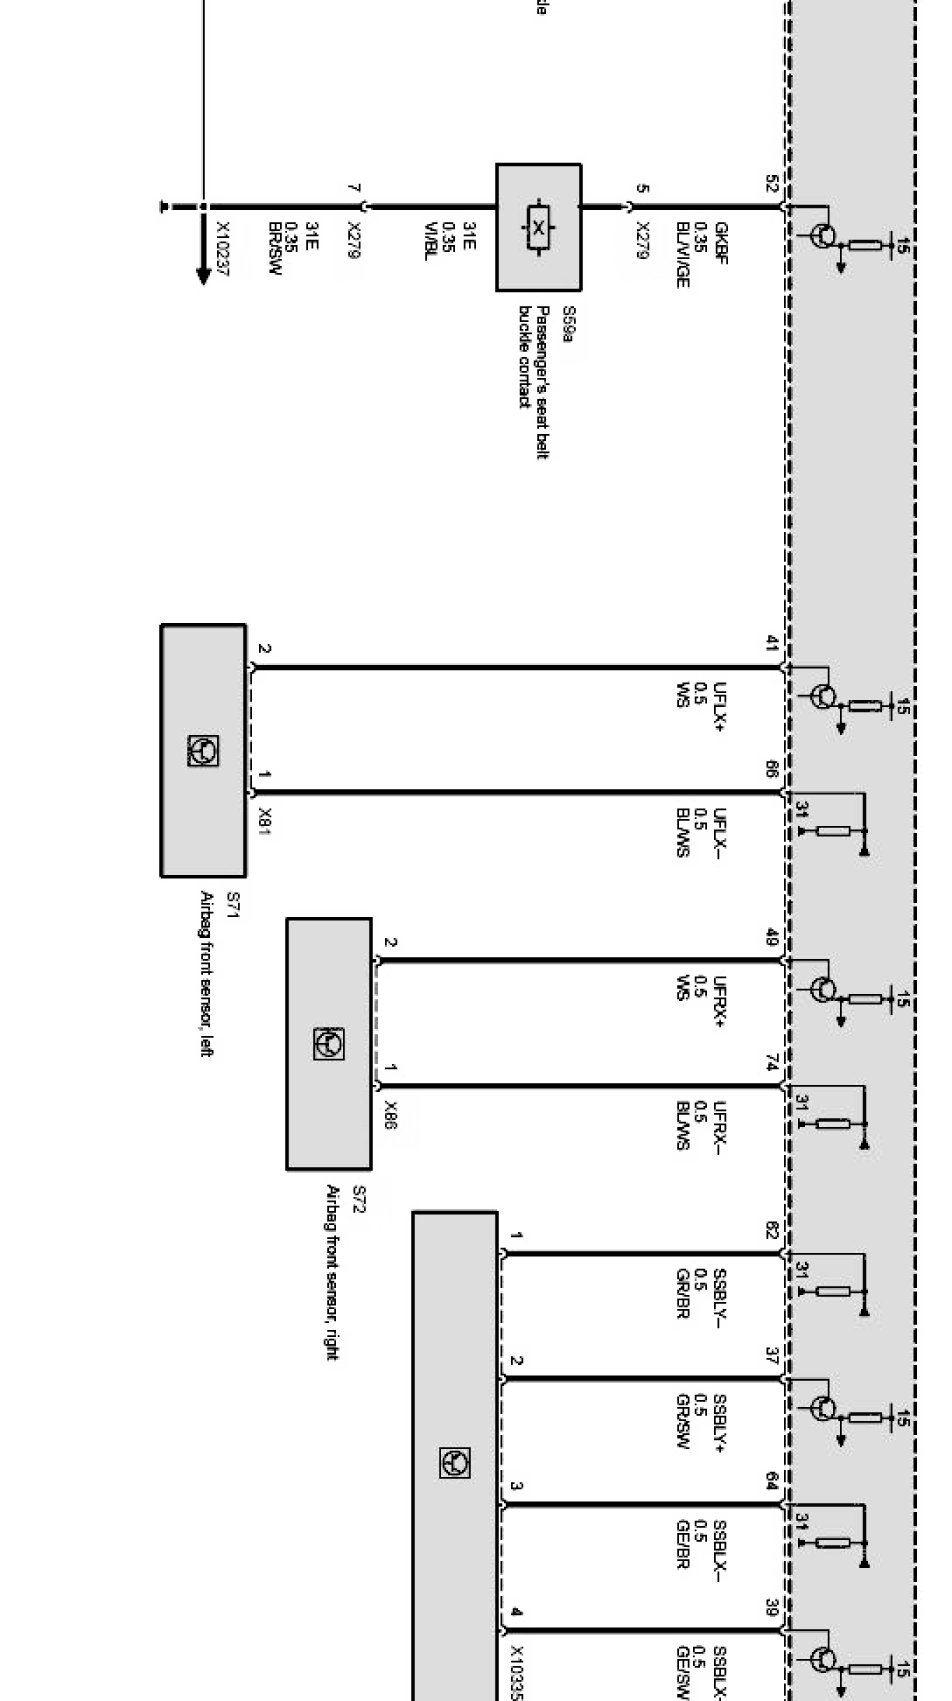 15
52
GKBF
0.35
BL/VI/GE
5
X279
S59a
Passenger's seat belt
buckle contact
31E
0.35
VI/BL
7
X279
31E
0.35
BR/SW
X10237
15
41
UFLX+
0.5
WS
2
31
66
UFLX–
0.5
BL/WS
1
X81
S71
Airbag front sensor, left
15
49
UFRX+
0.5
WS
2
31
74
UFRX–
0.5
BL/WS
1
X86
S72
Airbag front sensor, right
31
62
SSBLY–
0.5
GR/BR
1
15
37
SSBLY+
0.5
GR/SW
2
31
64
SSBLX–
0.5
GE/BR
3
15
39
0.5
GE/SW
4
X10335